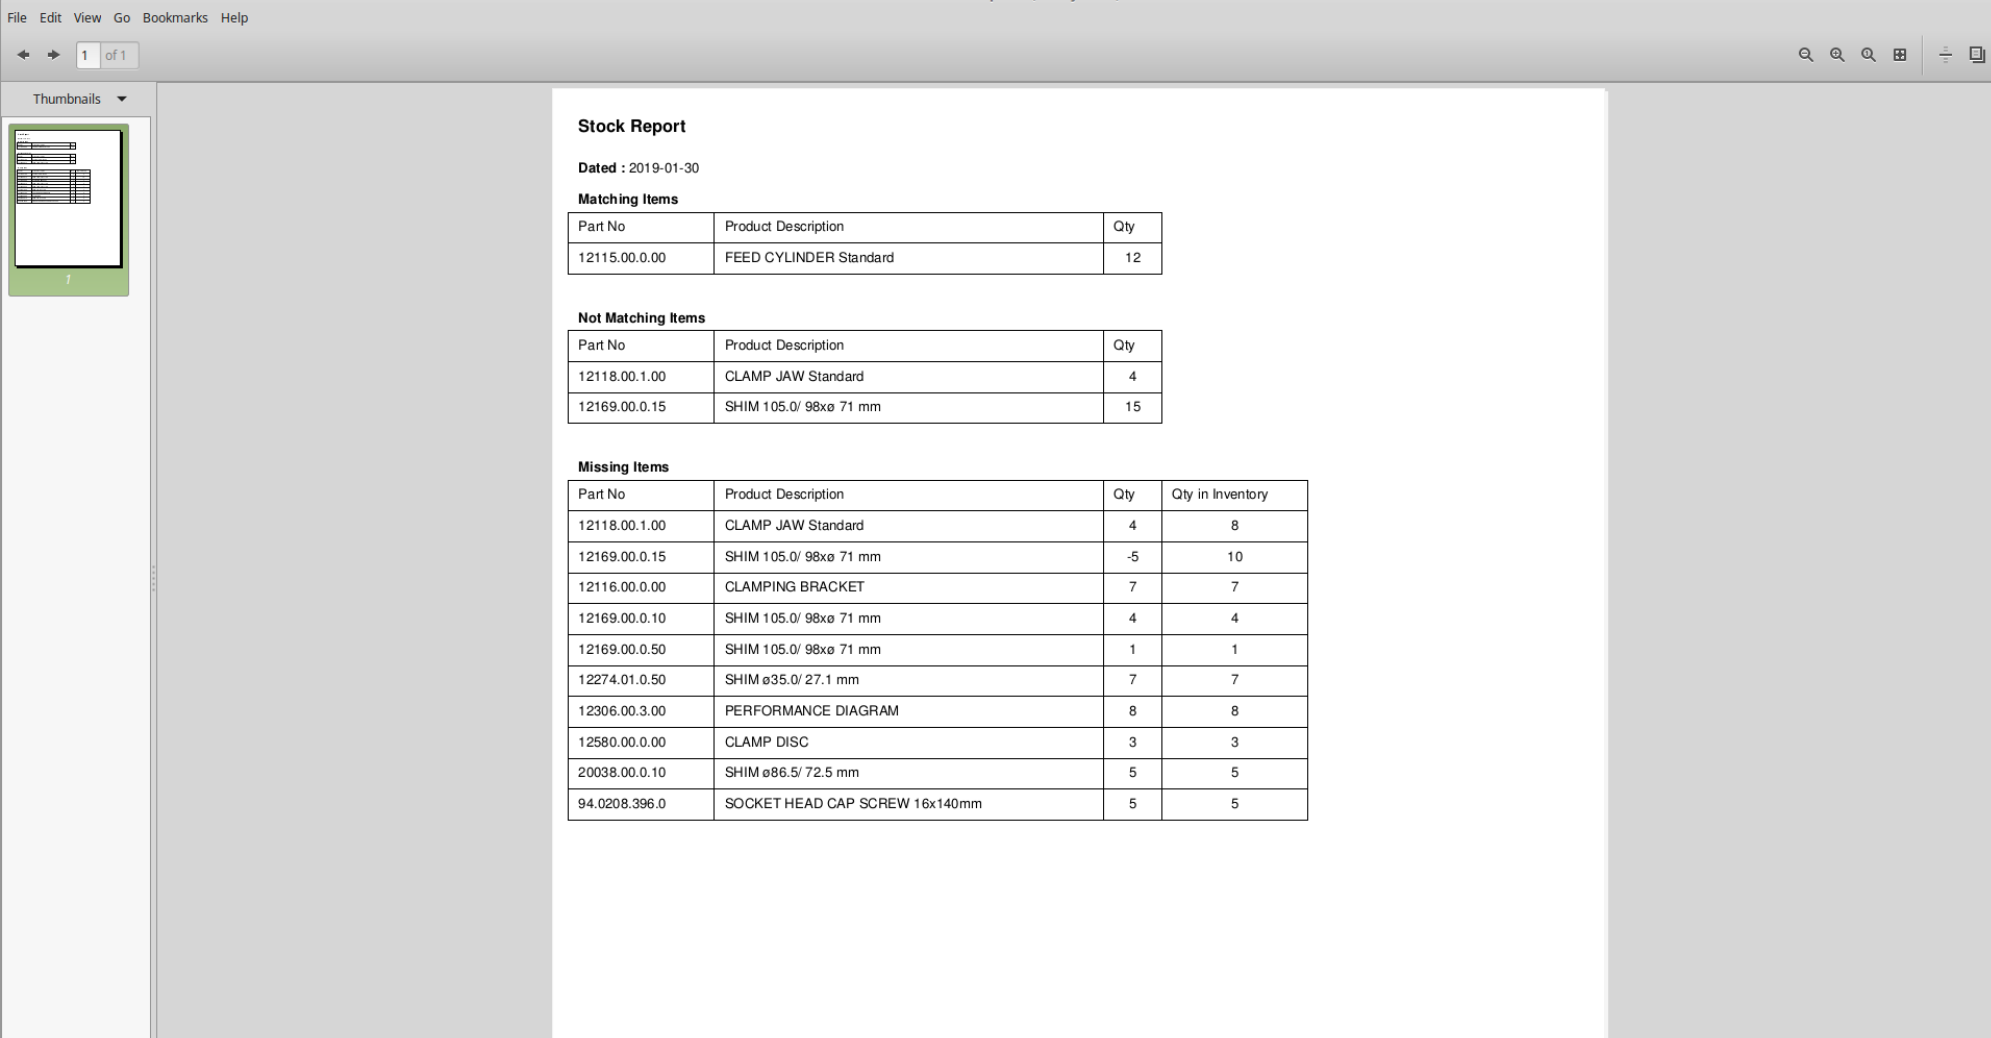 File Edit View Go Bookmarks Help
1 of 1
Thumbnails
1
Stock Report
Dated : 2019-01-30
Matching Items
Part No Product Description Qty
12115.00.0.00 FEED CYLINDER Standard 12
Not Matching Items
Part No Product Description Qty
12118.00.1.00 CLAMP JAW Standard 4
12169.00.0.15 SHIM 105.0/ 98xø 71 mm 15
Missing Items
Part No Product Description Qty Qty in Inventory
12118.00.1.00 CLAMP JAW Standard 4 8
12169.00.0.15 SHIM 105.0/ 98xø 71 mm -5 10
12116.00.0.00 CLAMPING BRACKET 7 7
12169.00.0.10 SHIM 105.0/ 98xø 71 mm 4 4
12169.00.0.50 SHIM 105.0/ 98xø 71 mm 1 1
12274.01.0.50 SHIM ø35.0/ 27.1 mm 7 7
12306.00.3.00 PERFORMANCE DIAGRAM 8 8
12580.00.0.00 CLAMP DISC 3 3
20038.00.0.10 SHIM ø86.5/ 72.5 mm 5 5
94.0208.396.0 SOCKET HEAD CAP SCREW 16x140mm 5 5